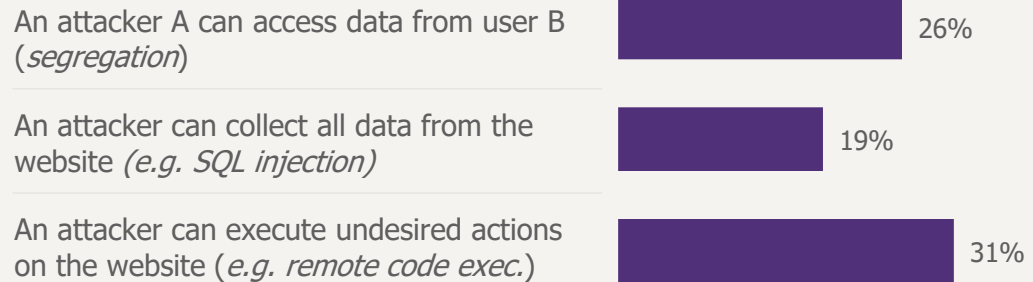 An attacker A can access data from user B
(segregation)
26%
An attacker can collect all data from the
website (e.g. SQL injection)
19%
An attacker can execute undesired actions
on the website (e.g. remote code exec.)
31%